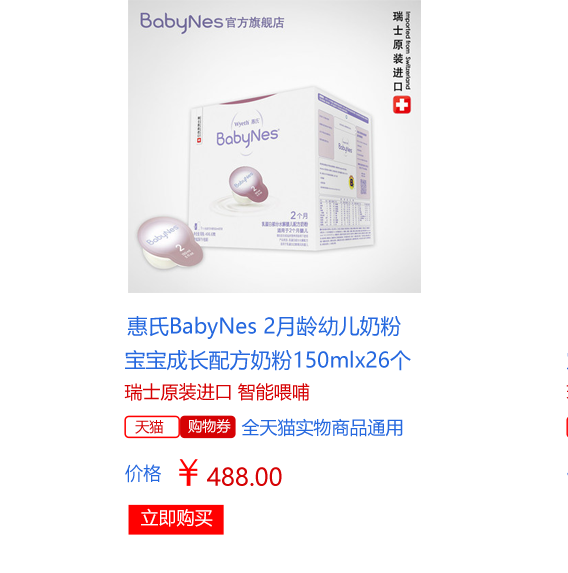 BabyNes官方旗舰店
瑞士原装进口
Imported from Switzerland
Wyeth 惠氏
BabyNes
BabyNes
2
2个月
BabyNes
2
惠氏BabyNes 2月龄幼儿奶粉
宝宝成长配方奶粉150mlx26个
瑞士原装进口 智能喂哺
天猫 购物券 全天猫实物商品通用
价格 ￥ 488.00
立即购买